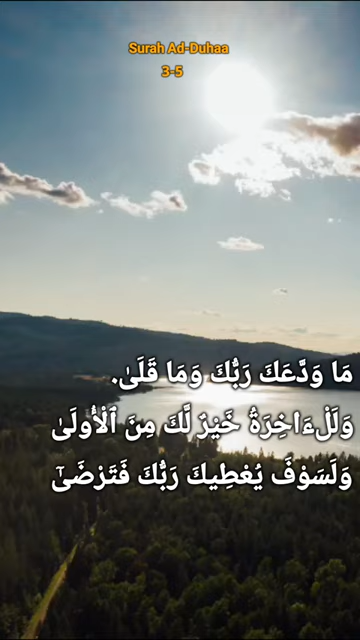 Surah Ad-Duhaa
3-5
مَا وَدَّعَكَ رَبُّكَ وَمَا قَلَىٰ.
وَلَلْءَاخِرَةُ خَيْرٌ لَّكَ مِنَ ٱلْأُولَىٰ
وَلَسَوْفَ يُعْطِيكَ رَبُّكَ فَتَرْضَىٰٓ